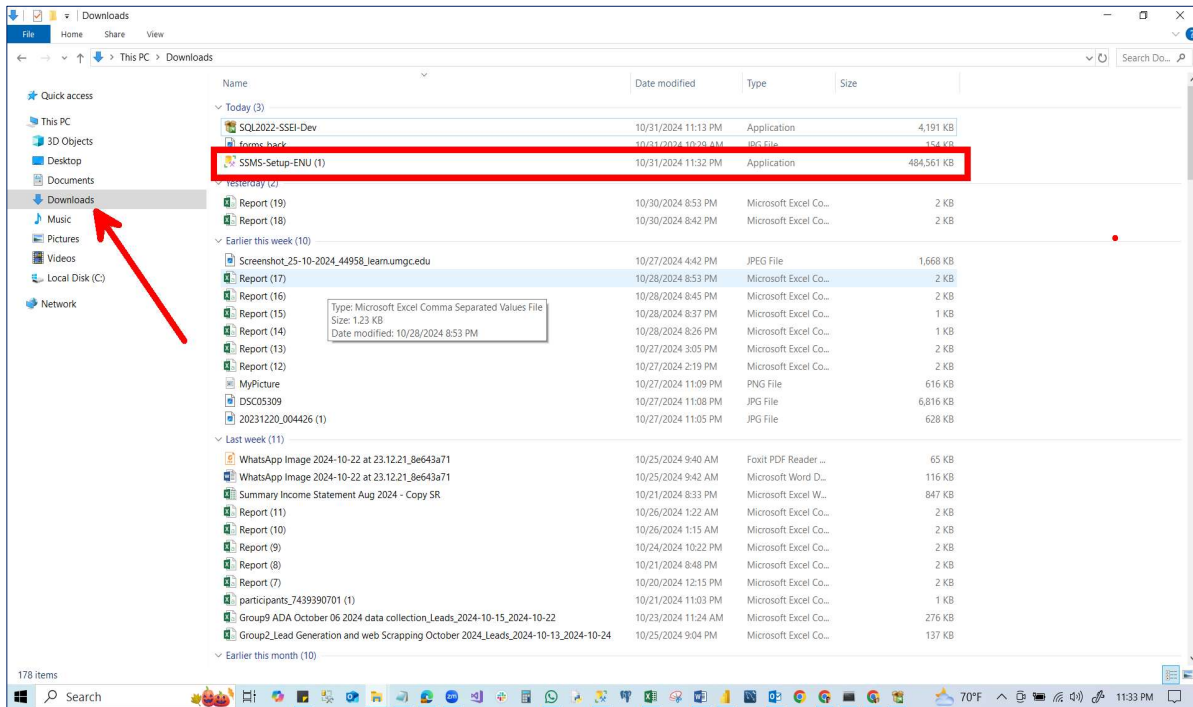 Downloads
File Home Share View
This PC > Downloads
Search Do...
Name Date modified Type Size
Quick access
This PC
3D Objects
Desktop
Documents
Downloads
Music
Pictures
Videos
Local Disk (C:)
Network
Today (3)
SQL2022-SSEI-Dev 10/31/2024 11:13 PM Application 4,191 KB
forms_back 10/31/2024 10:29 AM JPG File 154 KB
SSMS-Setup-ENU (1) 10/31/2024 11:32 PM Application 484,561 KB
Yesterday (2)
Report (19) 10/30/2024 8:53 PM Microsoft Excel Co... 2 KB
Report (18) 10/30/2024 8:42 PM Microsoft Excel Co... 2 KB
Earlier this week (10)
Screenshot_25-10-2024_44958_learn.umgc.edu 10/27/2024 4:42 PM JPEG File 1,668 KB
Report (17) 10/28/2024 8:53 PM Microsoft Excel Co... 2 KB
Report (16) 10/28/2024 8:45 PM Microsoft Excel Co... 2 KB
Report (15) 10/28/2024 8:37 PM Microsoft Excel Co... 1 KB
Report (14) 10/28/2024 8:26 PM Microsoft Excel Co... 1 KB
Report (13) 10/27/2024 3:05 PM Microsoft Excel Co... 2 KB
Report (12) 10/27/2024 2:19 PM Microsoft Excel Co... 2 KB
Type: Microsoft Excel Comma Separated Values File
Size: 1.23 KB
Date modified: 10/28/2024 8:53 PM
MyPicture 10/27/2024 11:09 PM PNG File 616 KB
DSC05309 10/27/2024 11:08 PM JPG File 6,816 KB
20231220_004426 (1) 10/27/2024 11:05 PM JPG File 628 KB
Last week (11)
WhatsApp Image 2024-10-22 at 23.12.21_8e643a71 10/25/2024 9:40 AM Foxit PDF Reader ... 65 KB
WhatsApp Image 2024-10-22 at 23.12.21_8e643a71 10/25/2024 9:42 AM Microsoft Word D... 116 KB
Summary Income Statement Aug 2024 - Copy SR 10/21/2024 8:33 PM Microsoft Excel W... 847 KB
Report (11) 10/26/2024 1:22 AM Microsoft Excel Co... 2 KB
Report (10) 10/26/2024 1:15 AM Microsoft Excel Co... 2 KB
Report (9) 10/24/2024 10:22 PM Microsoft Excel Co... 2 KB
Report (8) 10/21/2024 8:48 PM Microsoft Excel Co... 2 KB
Report (7) 10/20/2024 12:15 PM Microsoft Excel Co... 2 KB
participants_7439390701 (1) 10/21/2024 11:03 PM Microsoft Excel Co... 1 KB
Group9 ADA October 06 2024 data collection_Leads_2024-10-15_2024-10-22 10/23/2024 11:24 AM Microsoft Excel Co... 276 KB
Group2_Lead Generation and web Scrapping October 2024_Leads_2024-10-13_2024-10-24 10/25/2024 9:04 PM Microsoft Excel Co... 137 KB
Earlier this month (10)
178 items
Search 70°F 11:33 PM